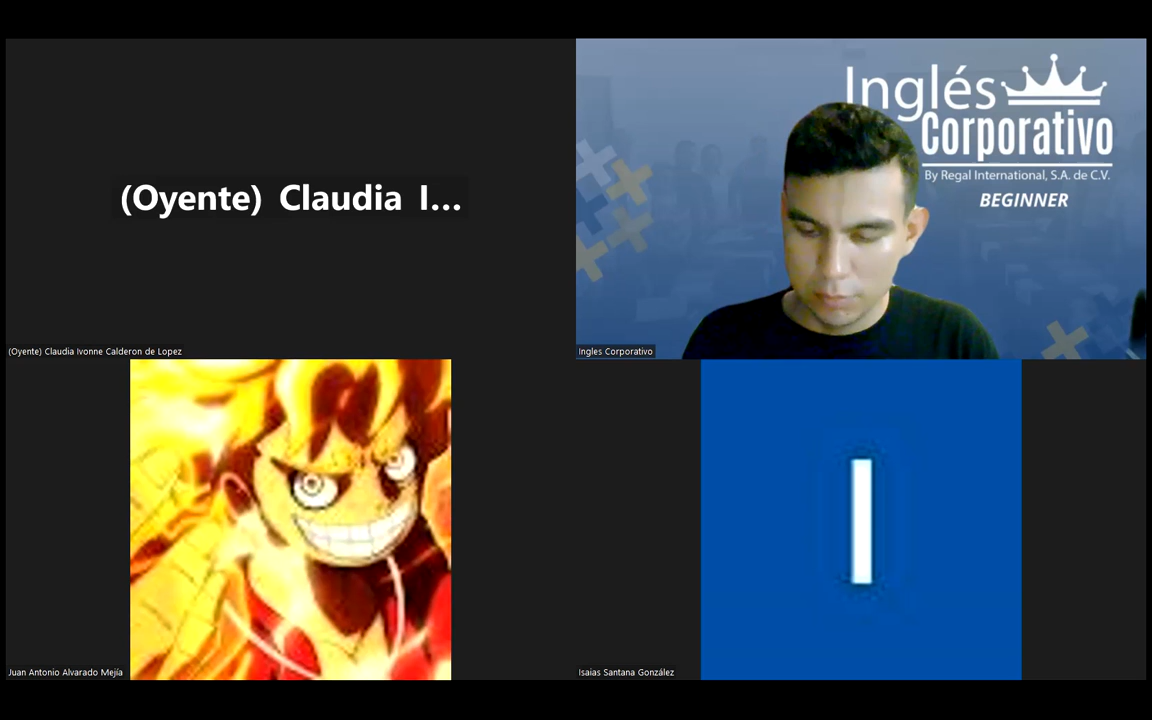 (Oyente) Claudia I...
(Oyente) Claudia Ivonne Calderon de Lopez
Inglés
Corporativo
By Regal International, S.A. de C.V.
BEGINNER
Ingles Corporativo
Juan Antonio Alvarado Mejía
I
Isaias Santana González